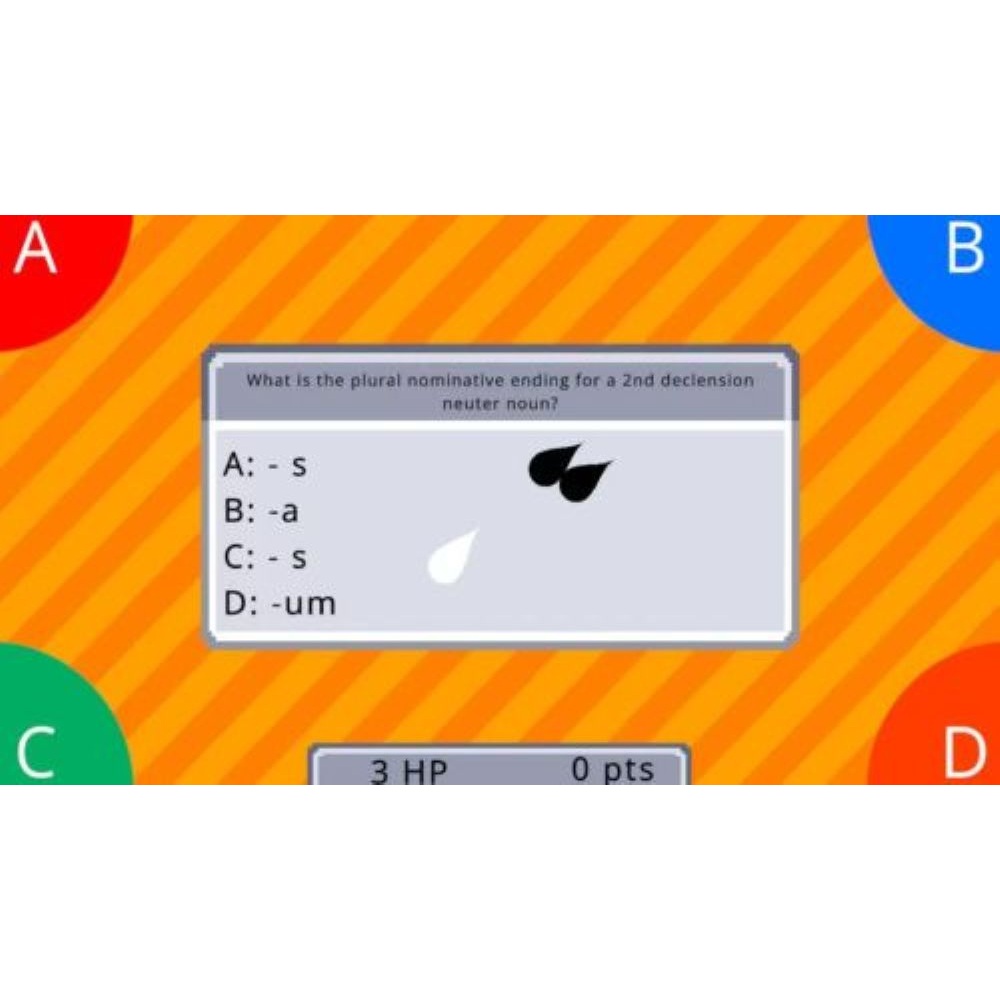 A
B
What is the plural nominative ending for a 2nd declension
neuter noun?
A: - s
B: -a
C: - s
D: -um
C
D
3 HP 0 pts